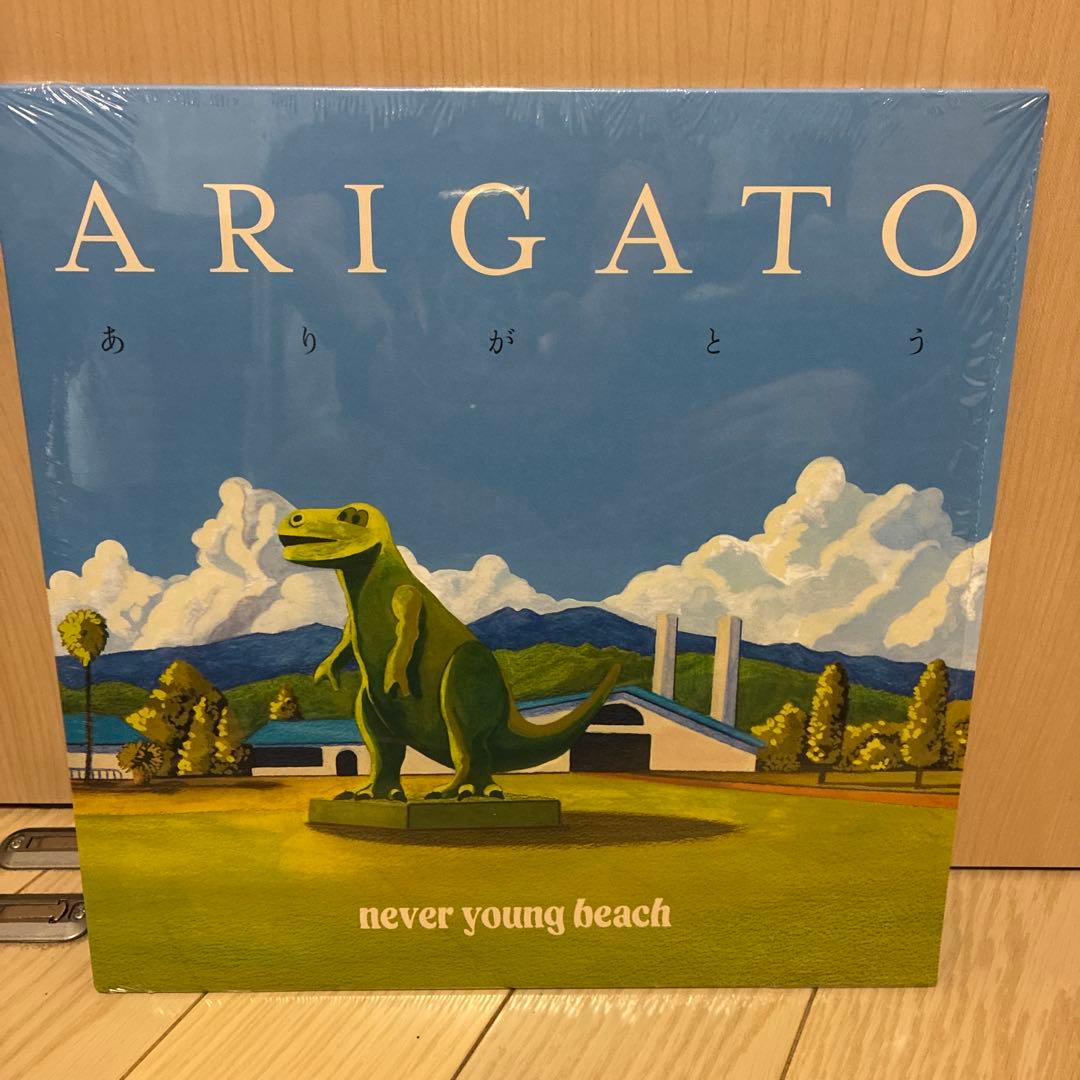 ARIGATO
ありがとう
never young beach